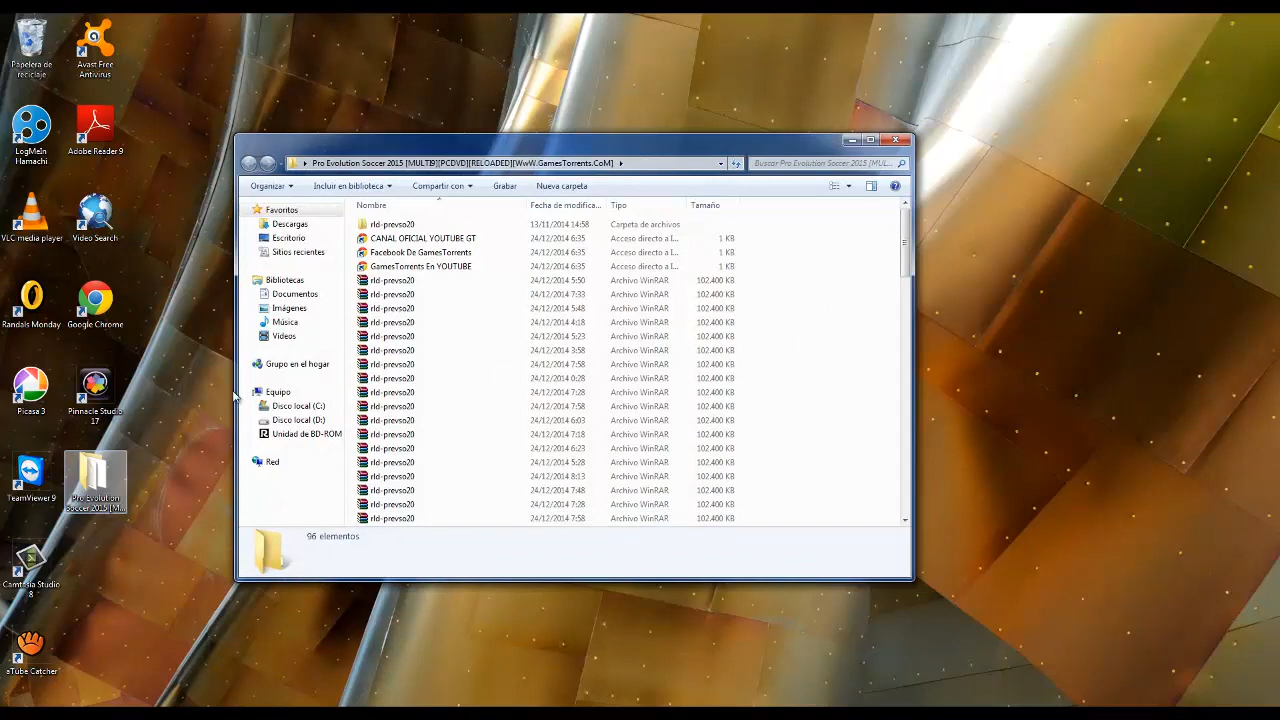 Papelera de reciclaje
Avast Free Antivirus
LogMeIn Hamachi
Adobe Reader 9
VLC media player
Video Search
Randals Monday
Google Chrome
Picasa 3
Pinnacle Studio 17
TeamViewer 9
Pro Evolution Soccer 2015 [M...
Camtasia Studio 8
aTube Catcher
Pro Evolution Soccer 2015 [MULTI9][PCDVD][RELOADED][WwW.GamesTorrents.CoM]
Buscar Pro Evolution Soccer 2015 [MUL...
Organizar Incluir en biblioteca Compartir con Grabar Nueva carpeta
Favoritos
Descargas
Escritorio
Sitios recientes
Bibliotecas
Documentos
Imágenes
Música
Vídeos
Grupo en el hogar
Equipo
Disco local (C:)
Disco local (D:)
Unidad de BD-ROM
Red
Nombre Fecha de modifica... Tipo Tamaño
rld-prevso20 13/11/2014 14:58 Carpeta de archivos
CANAL OFICIAL YOUTUBE GT 24/12/2014 6:35 Acceso directo a I... 1 KB
Facebook De GamesTorrents 24/12/2014 6:35 Acceso directo a I... 1 KB
GamesTorrents En YOUTUBE 24/12/2014 6:35 Acceso directo a I... 1 KB
rld-prevso20 24/12/2014 5:50 Archivo WinRAR 102.400 KB
rld-prevso20 24/12/2014 7:33 Archivo WinRAR 102.400 KB
rld-prevso20 24/12/2014 5:48 Archivo WinRAR 102.400 KB
rld-prevso20 24/12/2014 4:18 Archivo WinRAR 102.400 KB
rld-prevso20 24/12/2014 5:23 Archivo WinRAR 102.400 KB
rld-prevso20 24/12/2014 3:58 Archivo WinRAR 102.400 KB
rld-prevso20 24/12/2014 7:58 Archivo WinRAR 102.400 KB
rld-prevso20 24/12/2014 0:28 Archivo WinRAR 102.400 KB
rld-prevso20 24/12/2014 7:28 Archivo WinRAR 102.400 KB
rld-prevso20 24/12/2014 7:58 Archivo WinRAR 102.400 KB
rld-prevso20 24/12/2014 6:03 Archivo WinRAR 102.400 KB
rld-prevso20 24/12/2014 7:18 Archivo WinRAR 102.400 KB
rld-prevso20 24/12/2014 6:23 Archivo WinRAR 102.400 KB
rld-prevso20 24/12/2014 5:28 Archivo WinRAR 102.400 KB
rld-prevso20 24/12/2014 8:13 Archivo WinRAR 102.400 KB
rld-prevso20 24/12/2014 7:48 Archivo WinRAR 102.400 KB
rld-prevso20 24/12/2014 7:28 Archivo WinRAR 102.400 KB
rld-prevso20 24/12/2014 7:58 Archivo WinRAR 102.400 KB
96 elementos